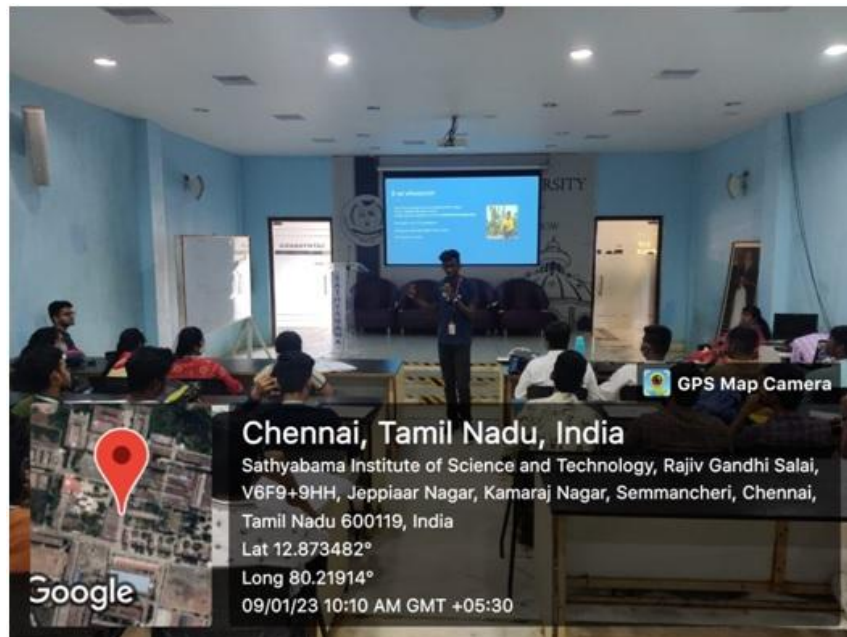 RSITY
GPS Map Camera
Chennai, Tamil Nadu, India
Sathyabama Institute of Science and Technology, Rajiv Gandhi Salai,
V6F9+9HH, Jeppiaar Nagar, Kamaraj Nagar, Semmancheri, Chennai,
Tamil Nadu 600119, India
Lat 12.873482°
Long 80.21914°
09/01/23 10:10 AM GMT +05:30
Google